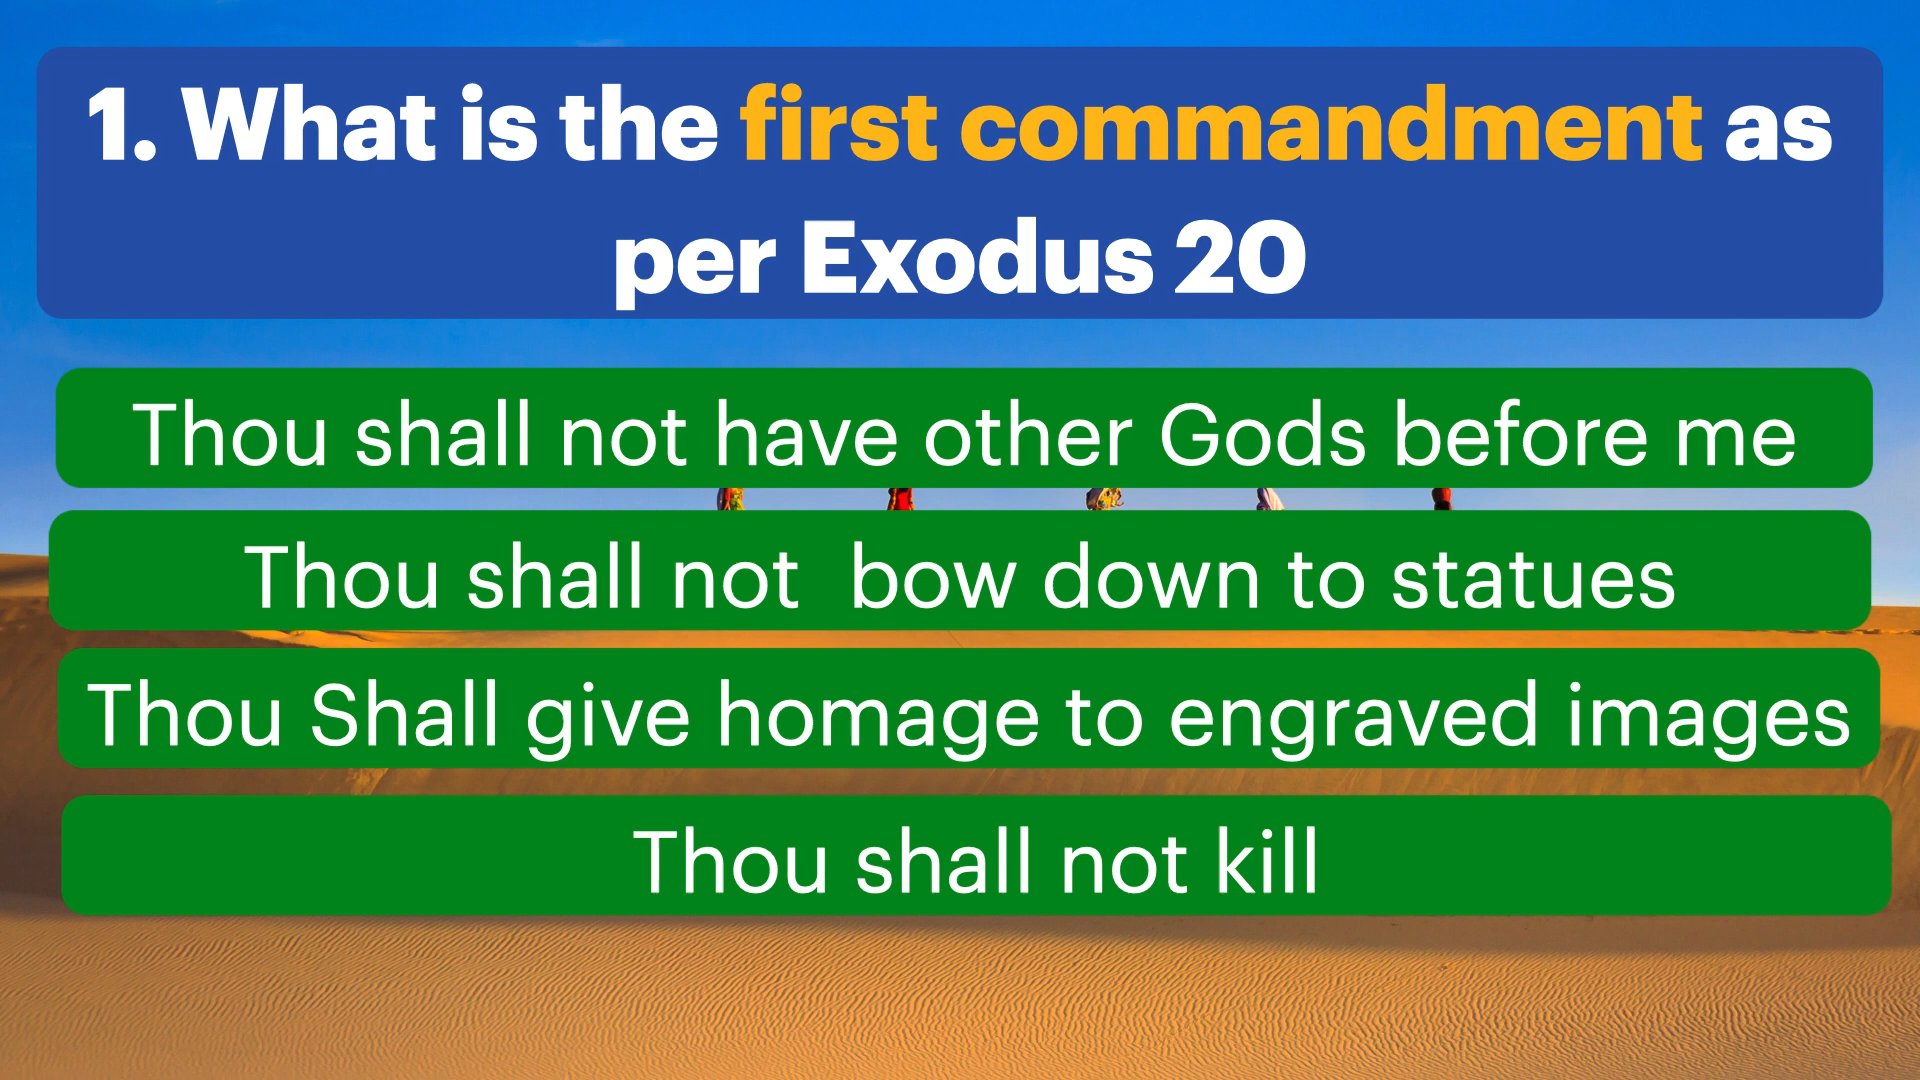 1. What is the first commandment as
per Exodus 20
Thou shall not have other Gods before me
Thou shall not  bow down to statues
Thou Shall give homage to engraved images
Thou shall not kill